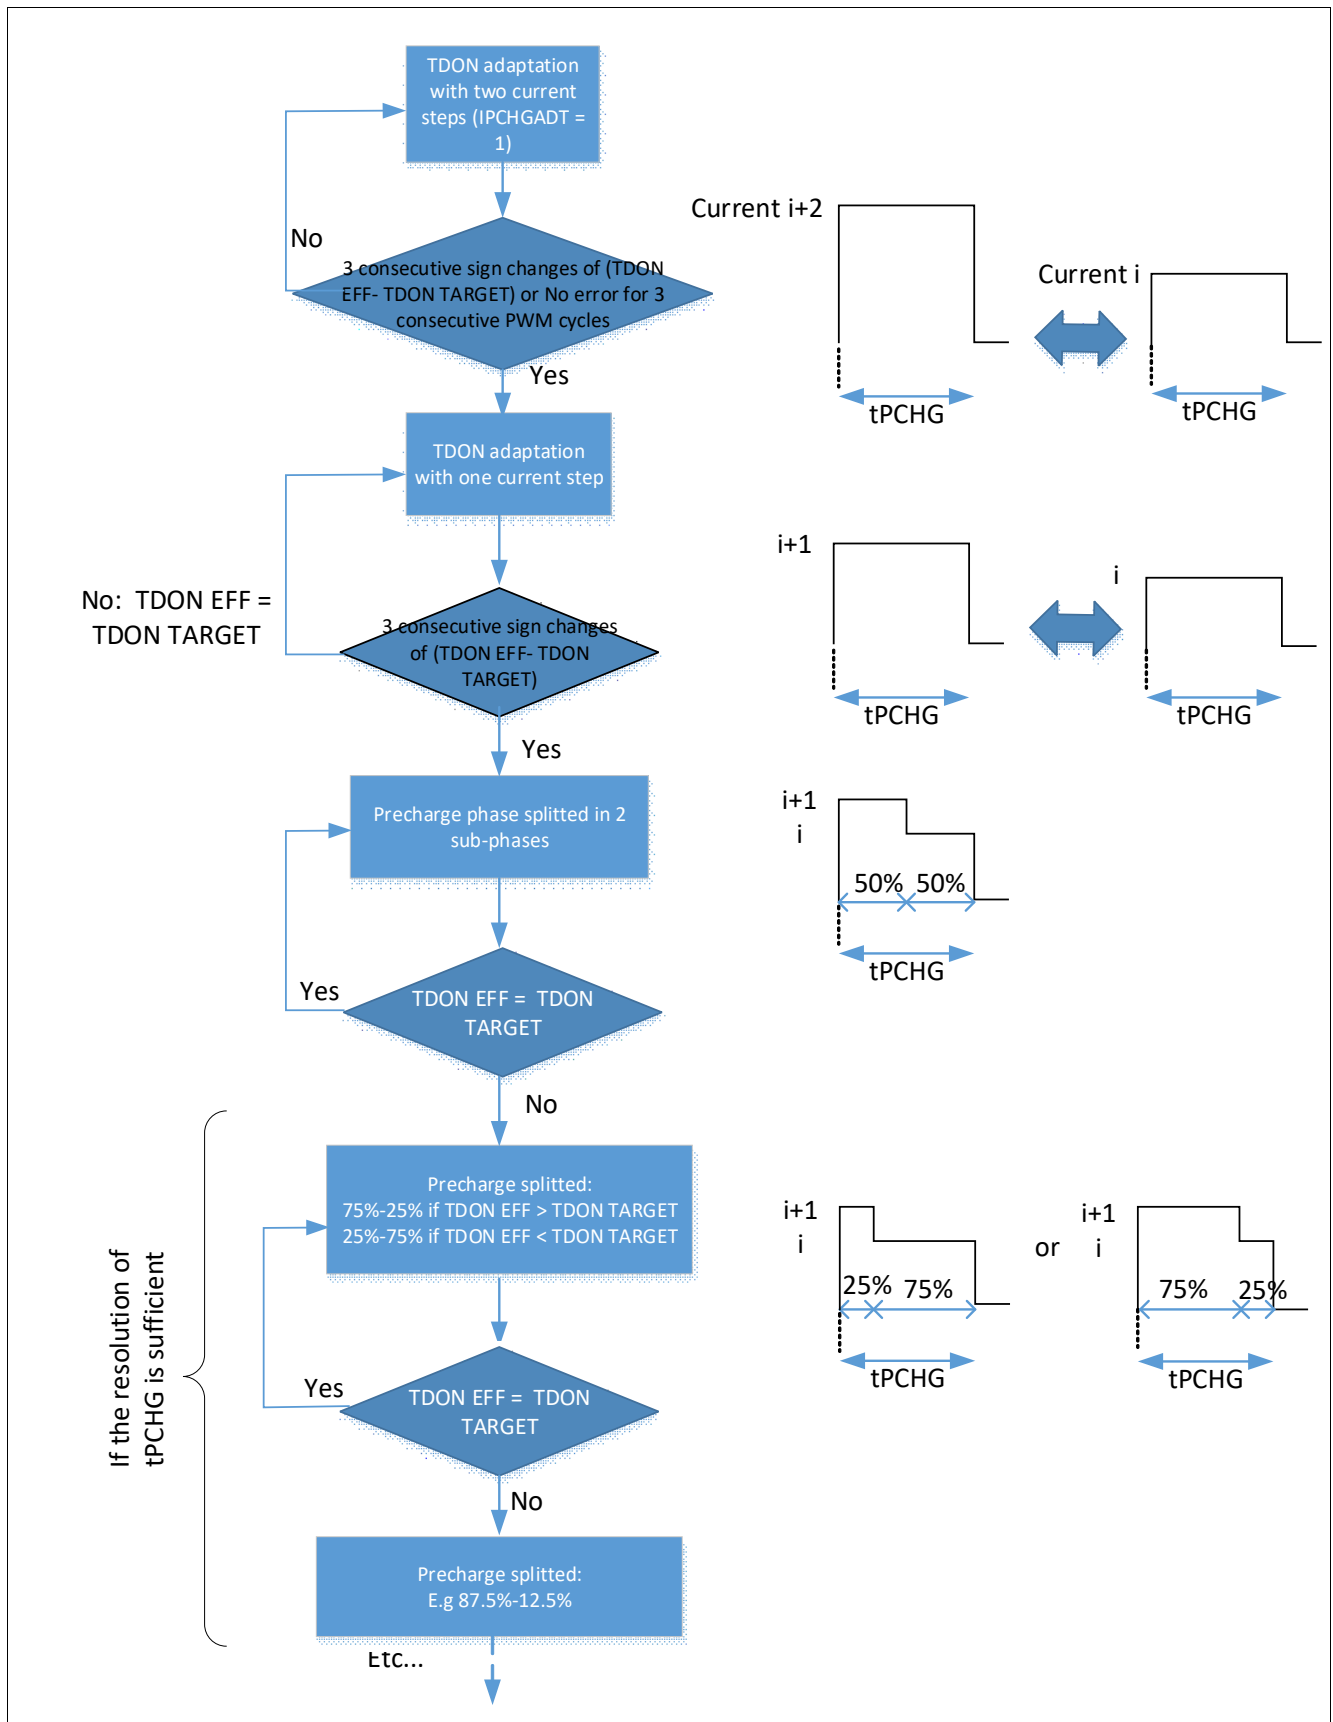 TDON adaptation
with two current
steps (IPCHGADT =
1)
No
3 consecutive sign changes of (TDON
EFF- TDON TARGET) or No error for 3
consecutive PWM cycles
Yes
Current i+2
Current i
tPCHG
tPCHG
TDON adaptation
with one current step
No:  TDON EFF =
TDON TARGET
3 consecutive sign changes
of (TDON EFF- TDON
TARGET)
Yes
i+1
i
tPCHG
tPCHG
Precharge phase splitted in 2
sub-phases
i+1
i
50%
50%
tPCHG
Yes
TDON EFF =  TDON
TARGET
No
If the resolution of
tPCHG is sufficient
Precharge splitted:
75%-25% if TDON EFF > TDON TARGET
25%-75% if TDON EFF < TDON TARGET
i+1
i
25%
75%
tPCHG
or
i+1
i
75%
25%
tPCHG
Yes
TDON EFF =  TDON
TARGET
No
Precharge splitted:
E.g 87.5%-12.5%
Etc...